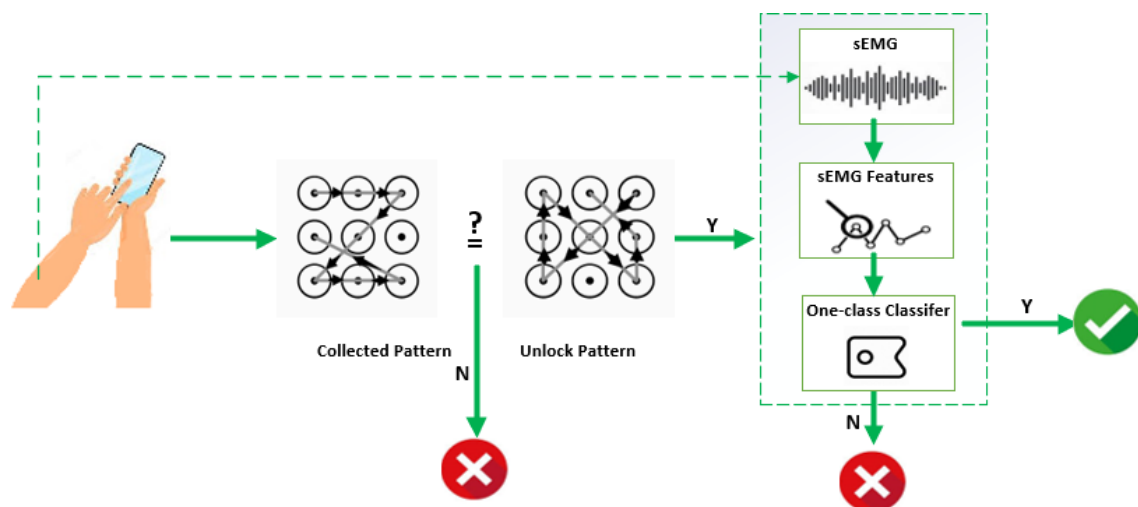 sEMG
sEMG Features
?
=
Y
One-class Classifer
Y
Collected Pattern
Unlock Pattern
N
N